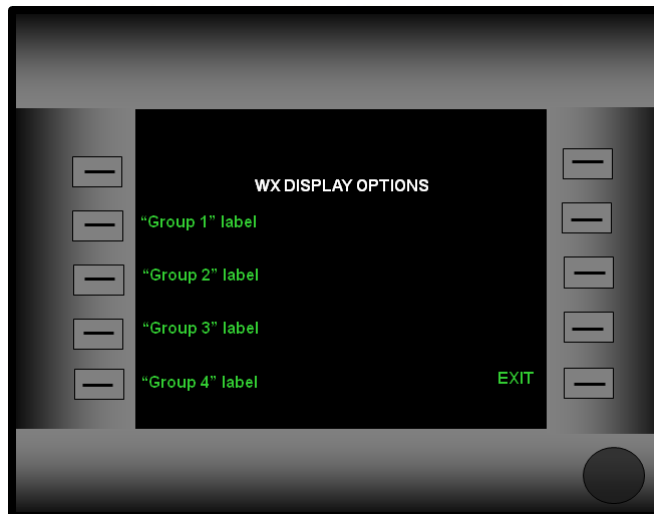 WX DISPLAY OPTIONS
“Group 1” label
“Group 2” label
“Group 3” label
“Group 4” label
EXIT